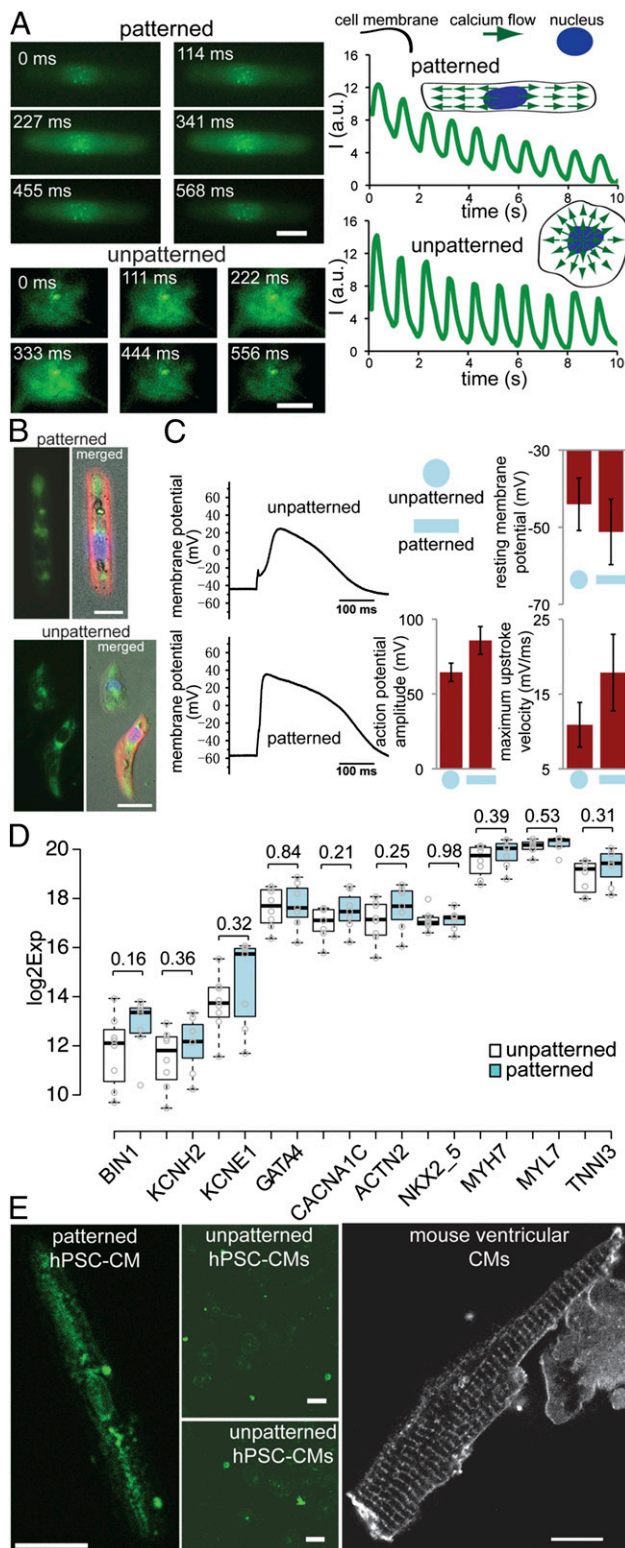 A
patterned
0 ms
114 ms
227 ms
341 ms
455 ms
568 ms
unpatterned
0 ms
111 ms
222 ms
333 ms
444 ms
556 ms
cell membrane
calcium flow
nucleus
patterned
I (a.u.)
16
12
8
4
0
0 2 4 6 8 10
time (s)
unpatterned
I (a.u.)
16
12
8
4
0
0 2 4 6 8 10
time (s)
B
patterned
merged
unpatterned
merged
C
membrane potential
(mV)
60
40
20
0
−20
−40
−60
unpatterned
100 ms
membrane potential
(mV)
60
40
20
0
−20
−40
−60
patterned
100 ms
unpatterned
patterned
resting membrane
potential (mV)
-30
-50
-70
action potential
amplitude (mV)
100
50
0
maximum upstroke
velocity (mV/ms)
25
15
5
D
log2Exp
20
18
16
14
12
10
0.16
0.36
0.32
0.84
0.21
0.25
0.98
0.39
0.53
0.31
unpatterned
patterned
BIN1
KCNH2
KCNE1
GATA4
CACNA1C
ACTN2
NKX2_5
MYH7
MYL7
TNNI3
E
patterned
hPSC-CM
unpatterned
hPSC-CMs
unpatterned
hPSC-CMs
mouse ventricular
CMs